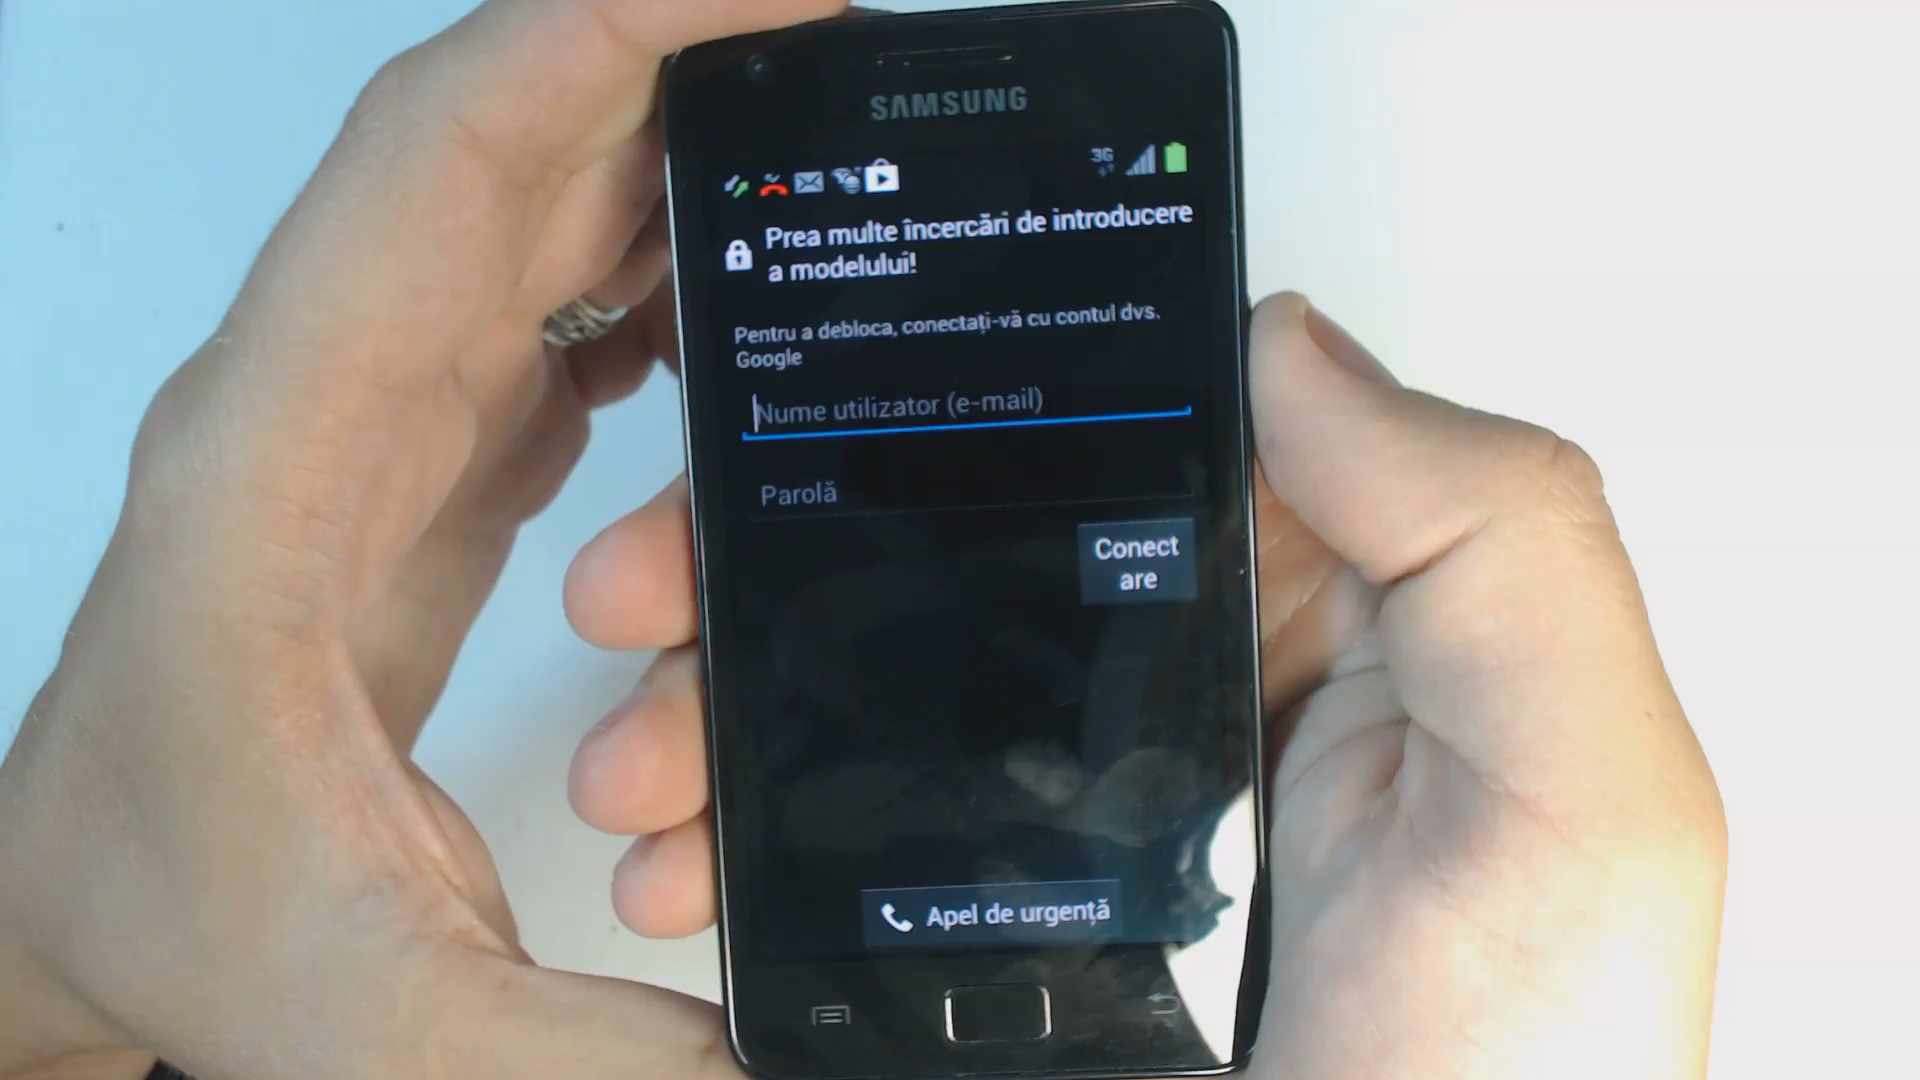 SAMSUNG
3G
Prea multe încercări de introducere
a modelului!
Pentru a debloca, conectați-vă cu contul dvs.
Google
Nume utilizator (e-mail)
Parolă
Conect
are
Apel de urgență